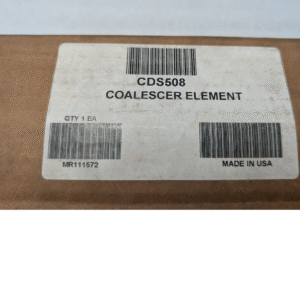 CDS508
COALESCER ELEMENT
QTY 1 EA
MR111572
MADE IN USA